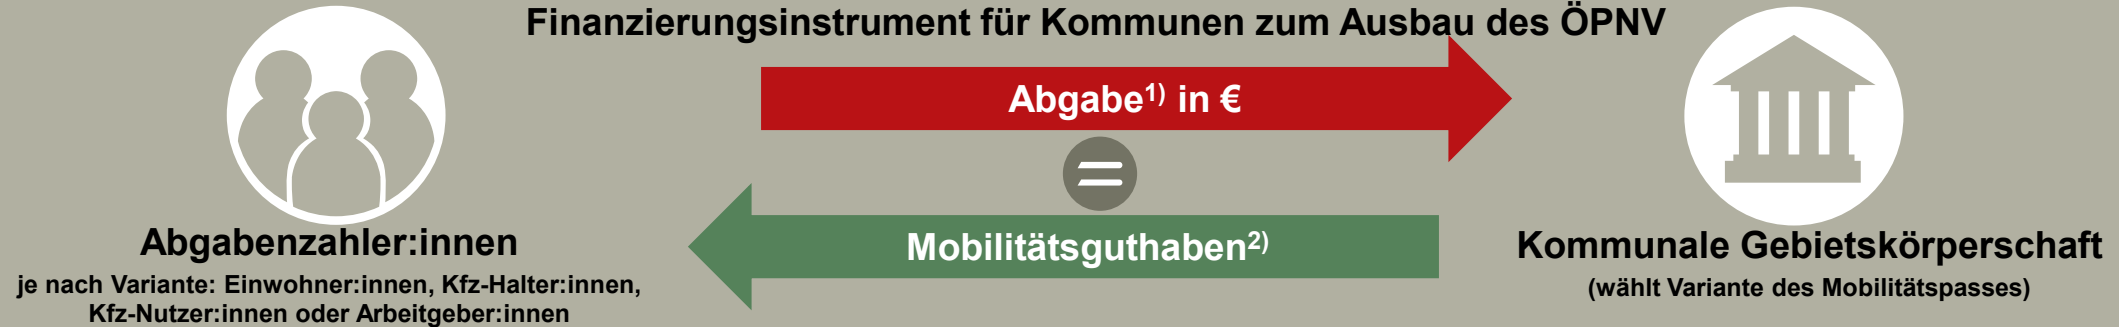 Finanzierungsinstrument für Kommunen zum Ausbau des ÖPNV
Abgabe1) in €
=
Mobilitätsguthaben2)
Abgabenzahler:innen
je nach Variante: Einwohner:innen, Kfz-Halter:innen,
Kfz-Nutzer:innen oder Arbeitgeber:innen
Kommunale Gebietskörperschaft
(wählt Variante des Mobilitätspasses)